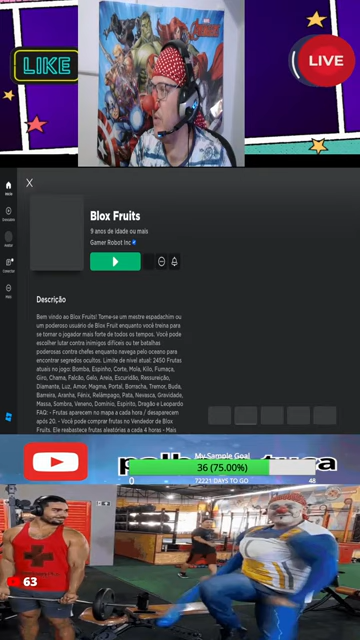 LIKE
LIVE
X
Blox Fruits
9 anos de idade ou mais
Gamer Robot Inc
Descrição
Bem vindo ao Blox Fruits! Torne-se um mestre espadachim ou
um poderoso usuário de Blox Fruit enquanto você treina para
se tornar o jogador mais forte de todos os tempos. Você
pode escolher lutar contra inimigos difíceis ou ter batalhas
poderosas contra chefes enquanto navega pelo oceano para
encontrar segredos ocultos. Limite de nível atual: 2450 Frutas
atuais no jogo: Bomba, Espinho, Corte, Mola, Kilo, Fumaça,
Giro, Chama, Falcão, Gelo, Areia, Escuridão, Ressureição,
Diamante, Luz, Amor, Magma, Portal, Borracha, Tremor, Buda,
Barreira, Aranha, Fénix, Relâmpago, Pata, Nevasca, Gravidade,
Massa, Sombra, Veneno, Domínio, Espírito, Dragão e Leopardo
FAQ: - Frutas aparecem no mapa a cada hora / desaparecem
após 20. - Você pode comprar frutas no Vendedor de Blox
Fruits. Ele reabastece frutas aleatórias a cada 4 horas - Mais
My Sample Goal
36 (75.00%)
0
72221 DAYS TO GO
48
63